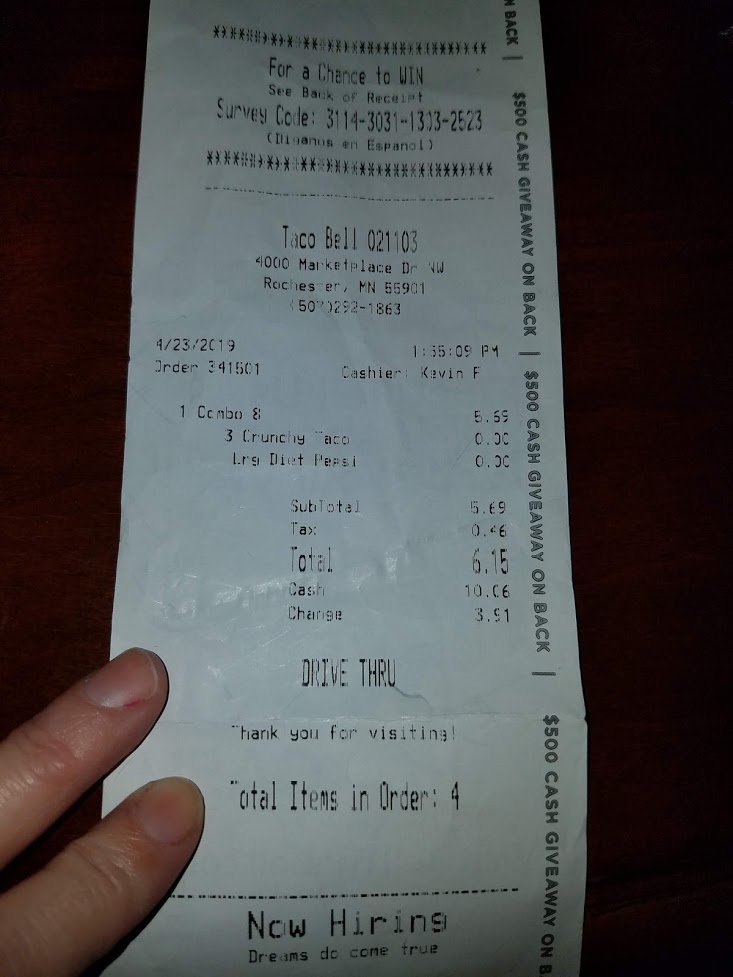 ************************************
For a Chance to WIN
See Back of Receipt
Survey Code: 3114-3031-1303-2523
(Diganos en Espanol)
************************************
Taco Bell 021103
4000 Marketplace Dr NW
Rochester, MN 55901
(507)292-1863
4/23/2019 1:55:09 PM
Order 341501 Cashier: Kevin F
1 Combo 8 5.69
3 Crunchy Taco 0.00
Lrg Diet Pepsi 0.00
SubTotal 5.69
Tax 0.46
Total 6.15
Cash 10.06
Change 3.91
DRIVE THRU
Thank you for visiting!
Total Items in Order: 4
Now Hiring
Dreams do come true
N BACK |
$500 CASH GIVEAWAY ON BACK |
$500 CASH GIVEAWAY ON BACK |
$500 CASH GIVEAWAY ON B